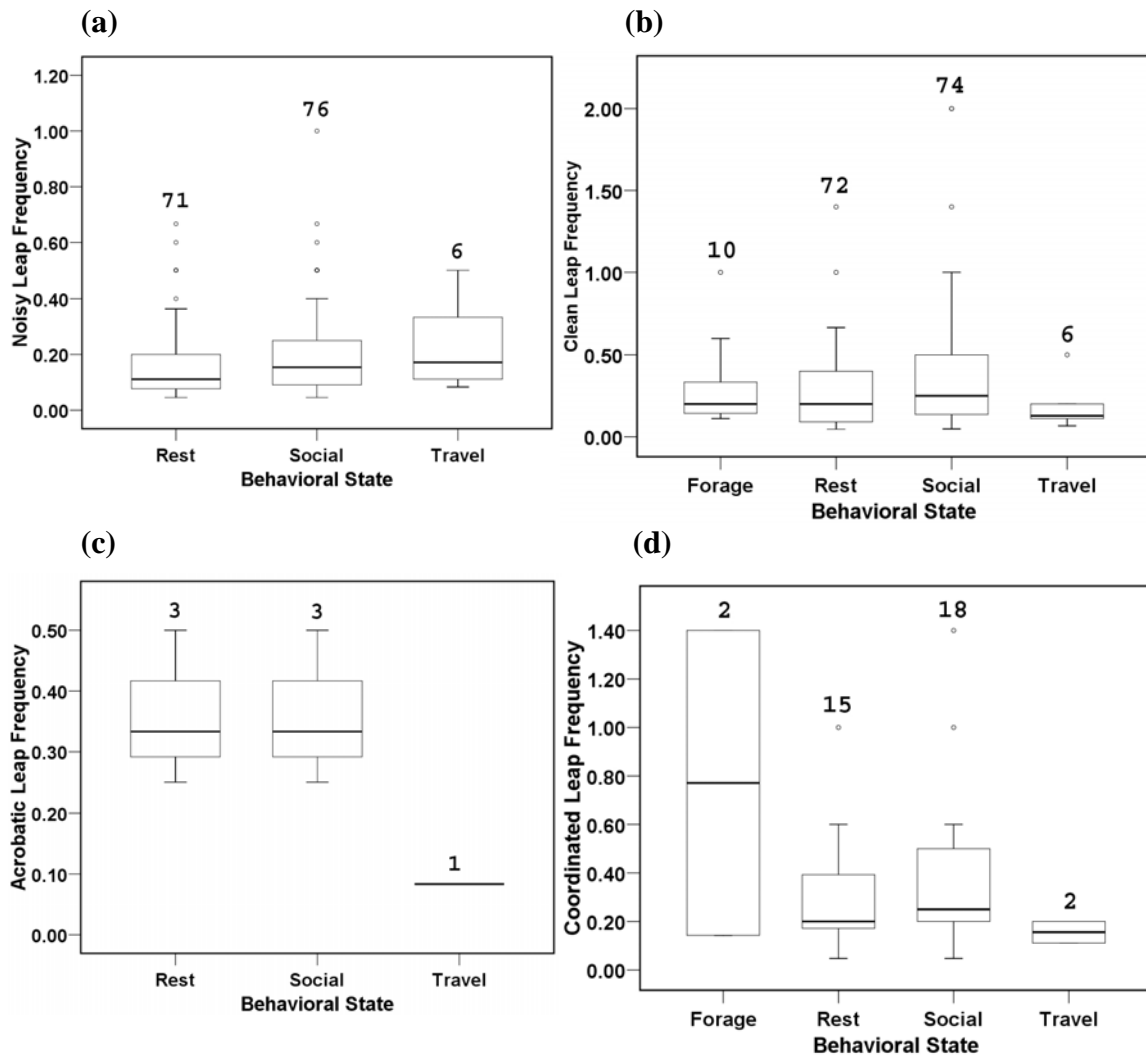 (a)
Noisy Leap Frequency
1.20
1.00
0.80
0.60
0.40
0.20
0.00
71
76
6
Rest Social Travel
Behavioral State
(b)
Clean Leap Frequency
2.00
1.50
1.00
0.50
0.00
10
72
74
6
Forage Rest Social Travel
Behavioral State
(c)
Acrobatic Leap Frequency
0.50
0.40
0.30
0.20
0.10
0.00
3
3
1
Rest Social Travel
Behavioral State
(d)
Coordinated Leap Frequency
1.40
1.20
1.00
0.80
0.60
0.40
0.20
0.00
2
15
18
2
Forage Rest Social Travel
Behavioral State